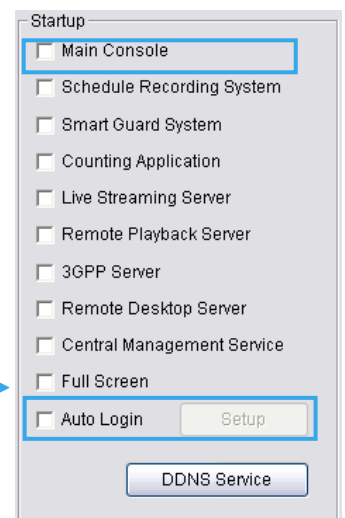 Startup
Main Console
Schedule Recording System
Smart Guard System
Counting Application
Live Streaming Server
Remote Playback Server
3GPP Server
Remote Desktop Server
Central Management Service
Full Screen
Auto Login Setup
DDNS Service